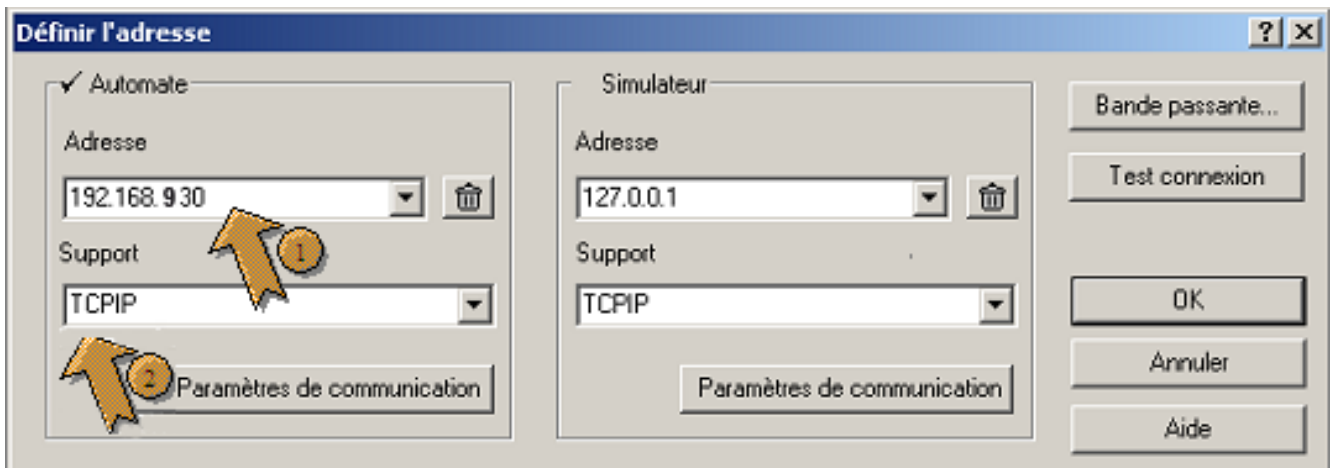 Définir l'adresse
Automate
Adresse
192.168. 9 30
Support
TCPIP
Paramètres de communication
1
2
Simulateur
Adresse
127.0.0.1
Support
TCPIP
Paramètres de communication
Bande passante...
Test connexion
OK
Annuler
Aide